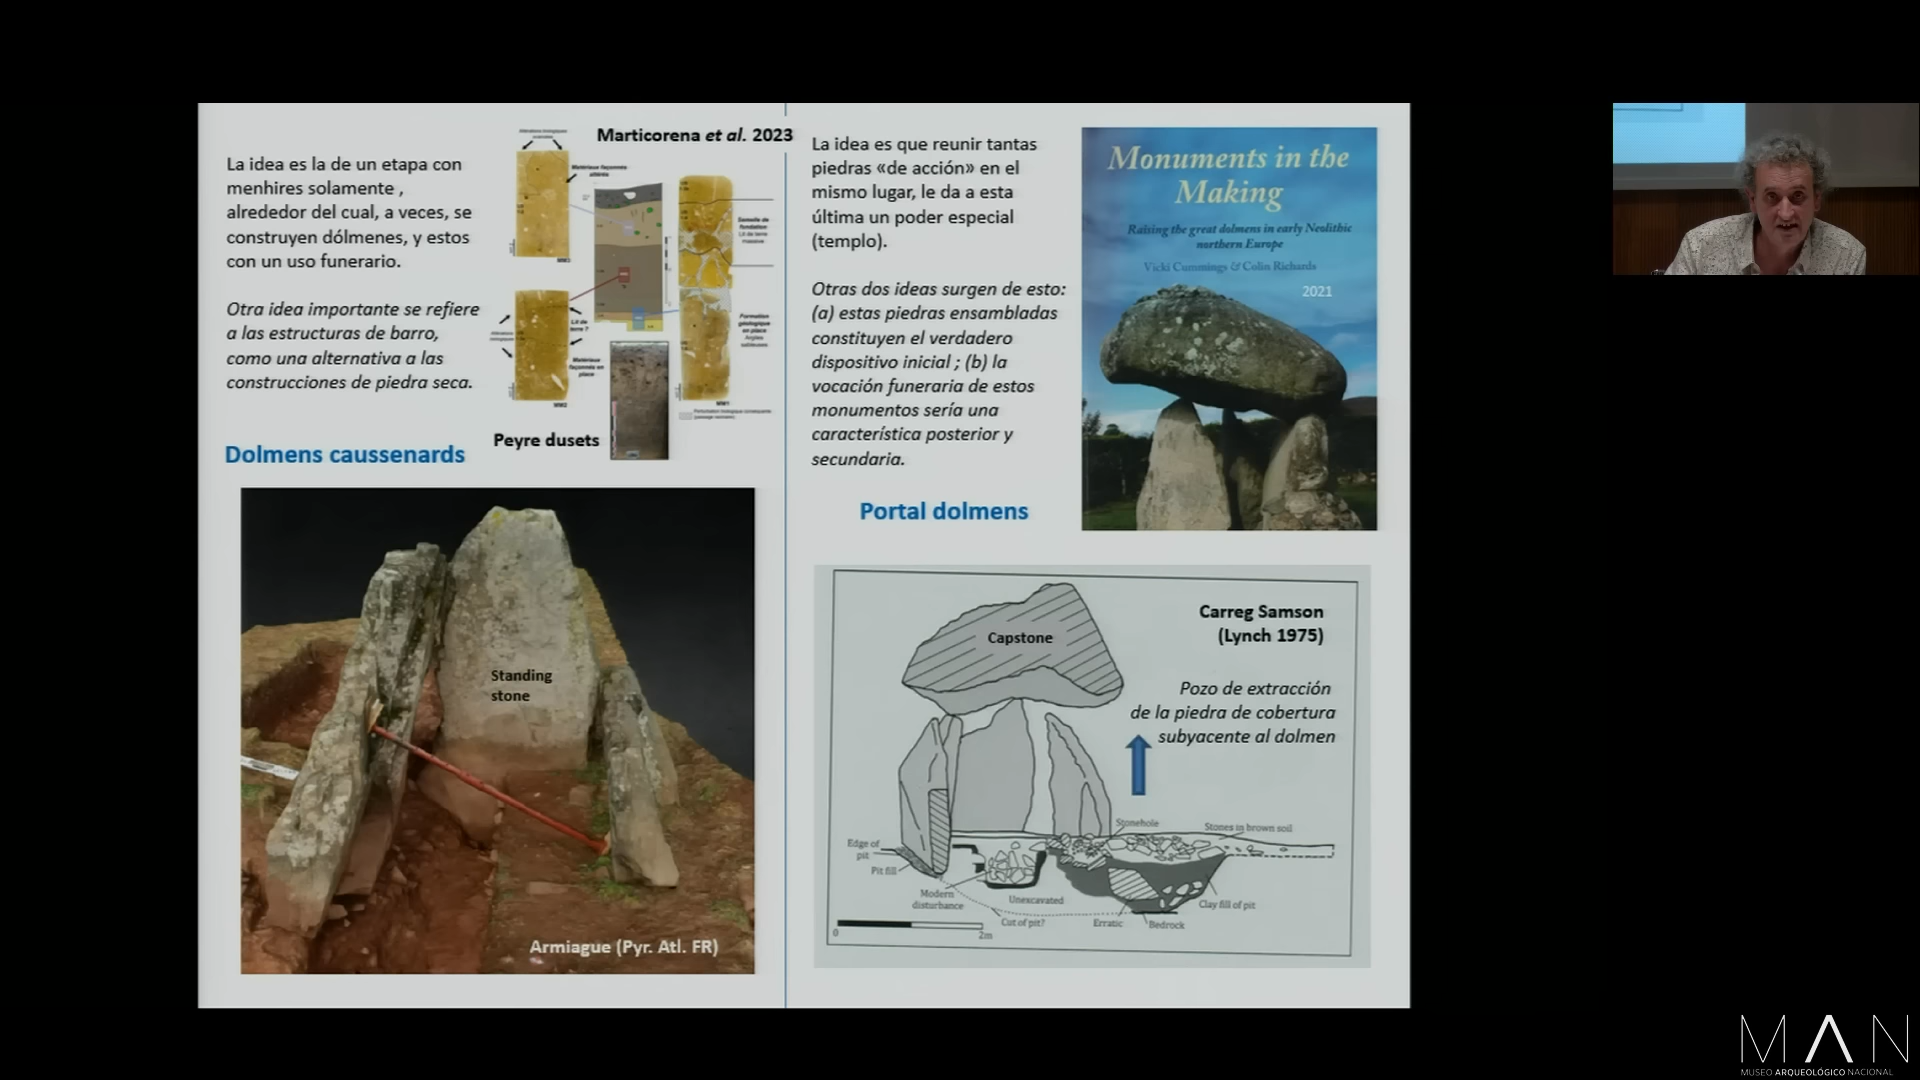 La idea es la de un etapa con
menhires solamente ,
alrededor del cual, a veces, se
construyen dólmenes, y estos
con un uso funerario.
Otra idea importante se refiere
a las estructuras de barro,
como una alternativa a las
construcciones de piedra seca.
Dolmens caussenards
Marticorena et al. 2023
Peyre dusets
Standing
stone
Armiague (Pyr. Atl. FR)
La idea es que reunir tantas
piedras «de acción» en el
mismo lugar, le da a esta
última un poder especial
(templo).
Otras dos ideas surgen de esto:
(a) estas piedras ensambladas
constituyen el verdadero
dispositivo inicial ; (b) la
vocación funeraria de estos
monumentos sería una
característica posterior y
secundaria.
Portal dolmens
Monuments in the
Making
Raising the great dolmens in early Neolithic
northern Europe
Vicki Cummings & Colin Richards
2021
Capstone
Carreg Samson
(Lynch 1975)
Pozo de extracción
de la piedra de cobertura
subyacente al dolmen
Stonehole
Stones in brown soil
Edge of
pit
Pit fill
Modern
disturbance
Unexcavated
Cut of pit?
Erratic
Bedrock
Clay fill of pit
0
2m
MAN
MUSEO ARQUEOLÓGICO NACIONAL